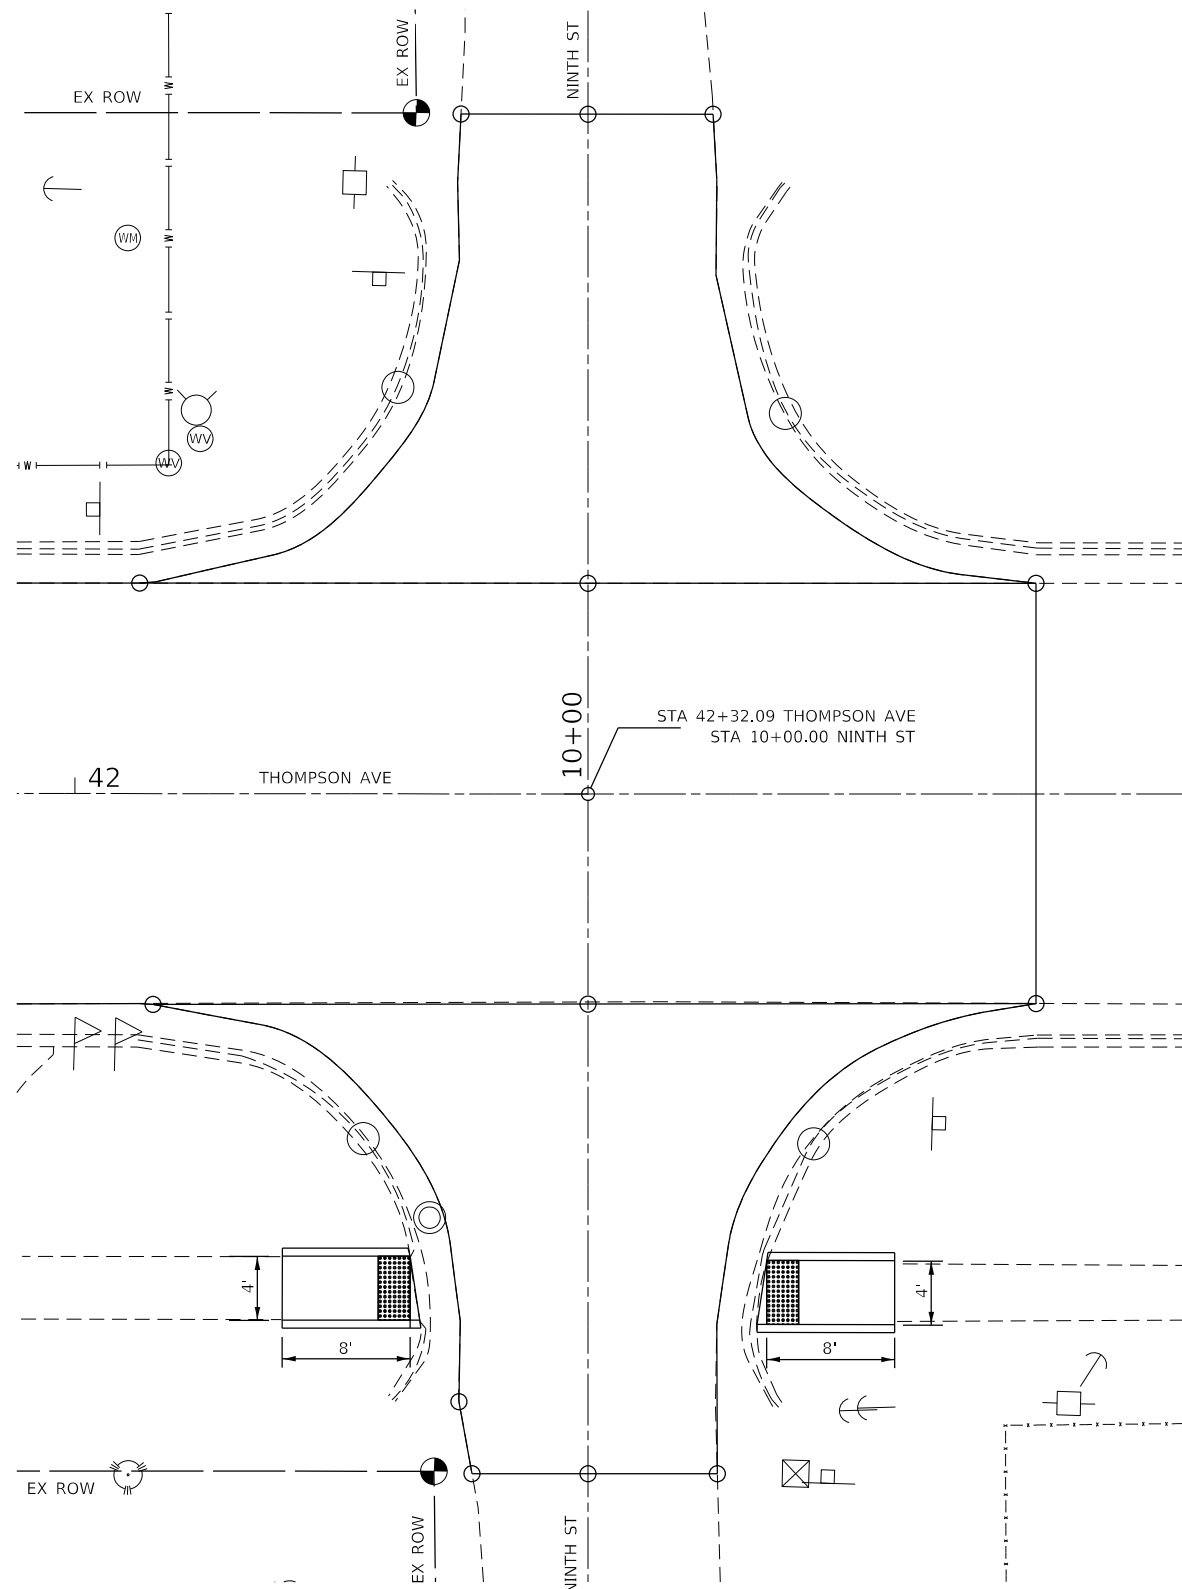 EX ROW
EX ROW
NINTH ST
W
W
WM
W
W
WV
WV
W
10+00
STA 42+32.09 THOMPSON AVE
STA 10+00.00 NINTH ST
42
THOMPSON AVE
4'
8'
4'
8'
EX ROW
EX ROW
NINTH ST